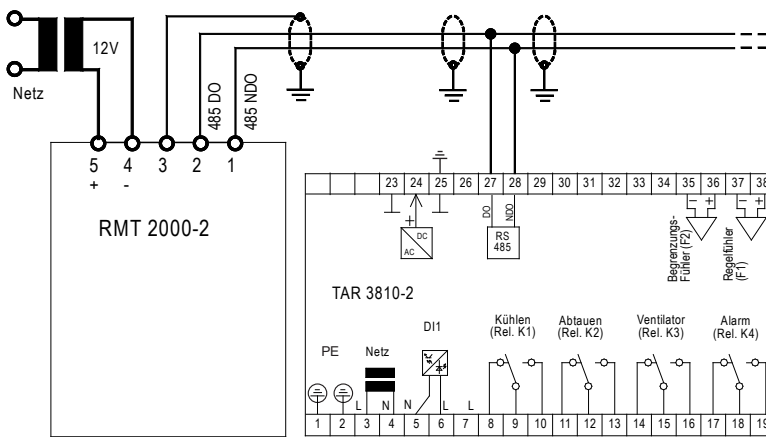 12V
Netz
485 DO
485 NDO
5 4 3 2 1
+ -
RMT 2000-2
23 24 25 26 27 28 29 30 31 32 33 34 35 36 37 38
+
DC
AC
DO
NDO
RS
485
- + - +
Begrenzungs-
Fühler (F2)
Regelfühler
(F1)
TAR 3810-2
DI1
Kühlen
(Rel. K1)
Abtauen
(Rel. K2)
Ventilator
(Rel. K3)
Alarm
(Rel. K4)
PE
Netz
L N N L L
1 2 3 4 5 6 7 8 9 10 11 12 13 14 15 16 17 18 19